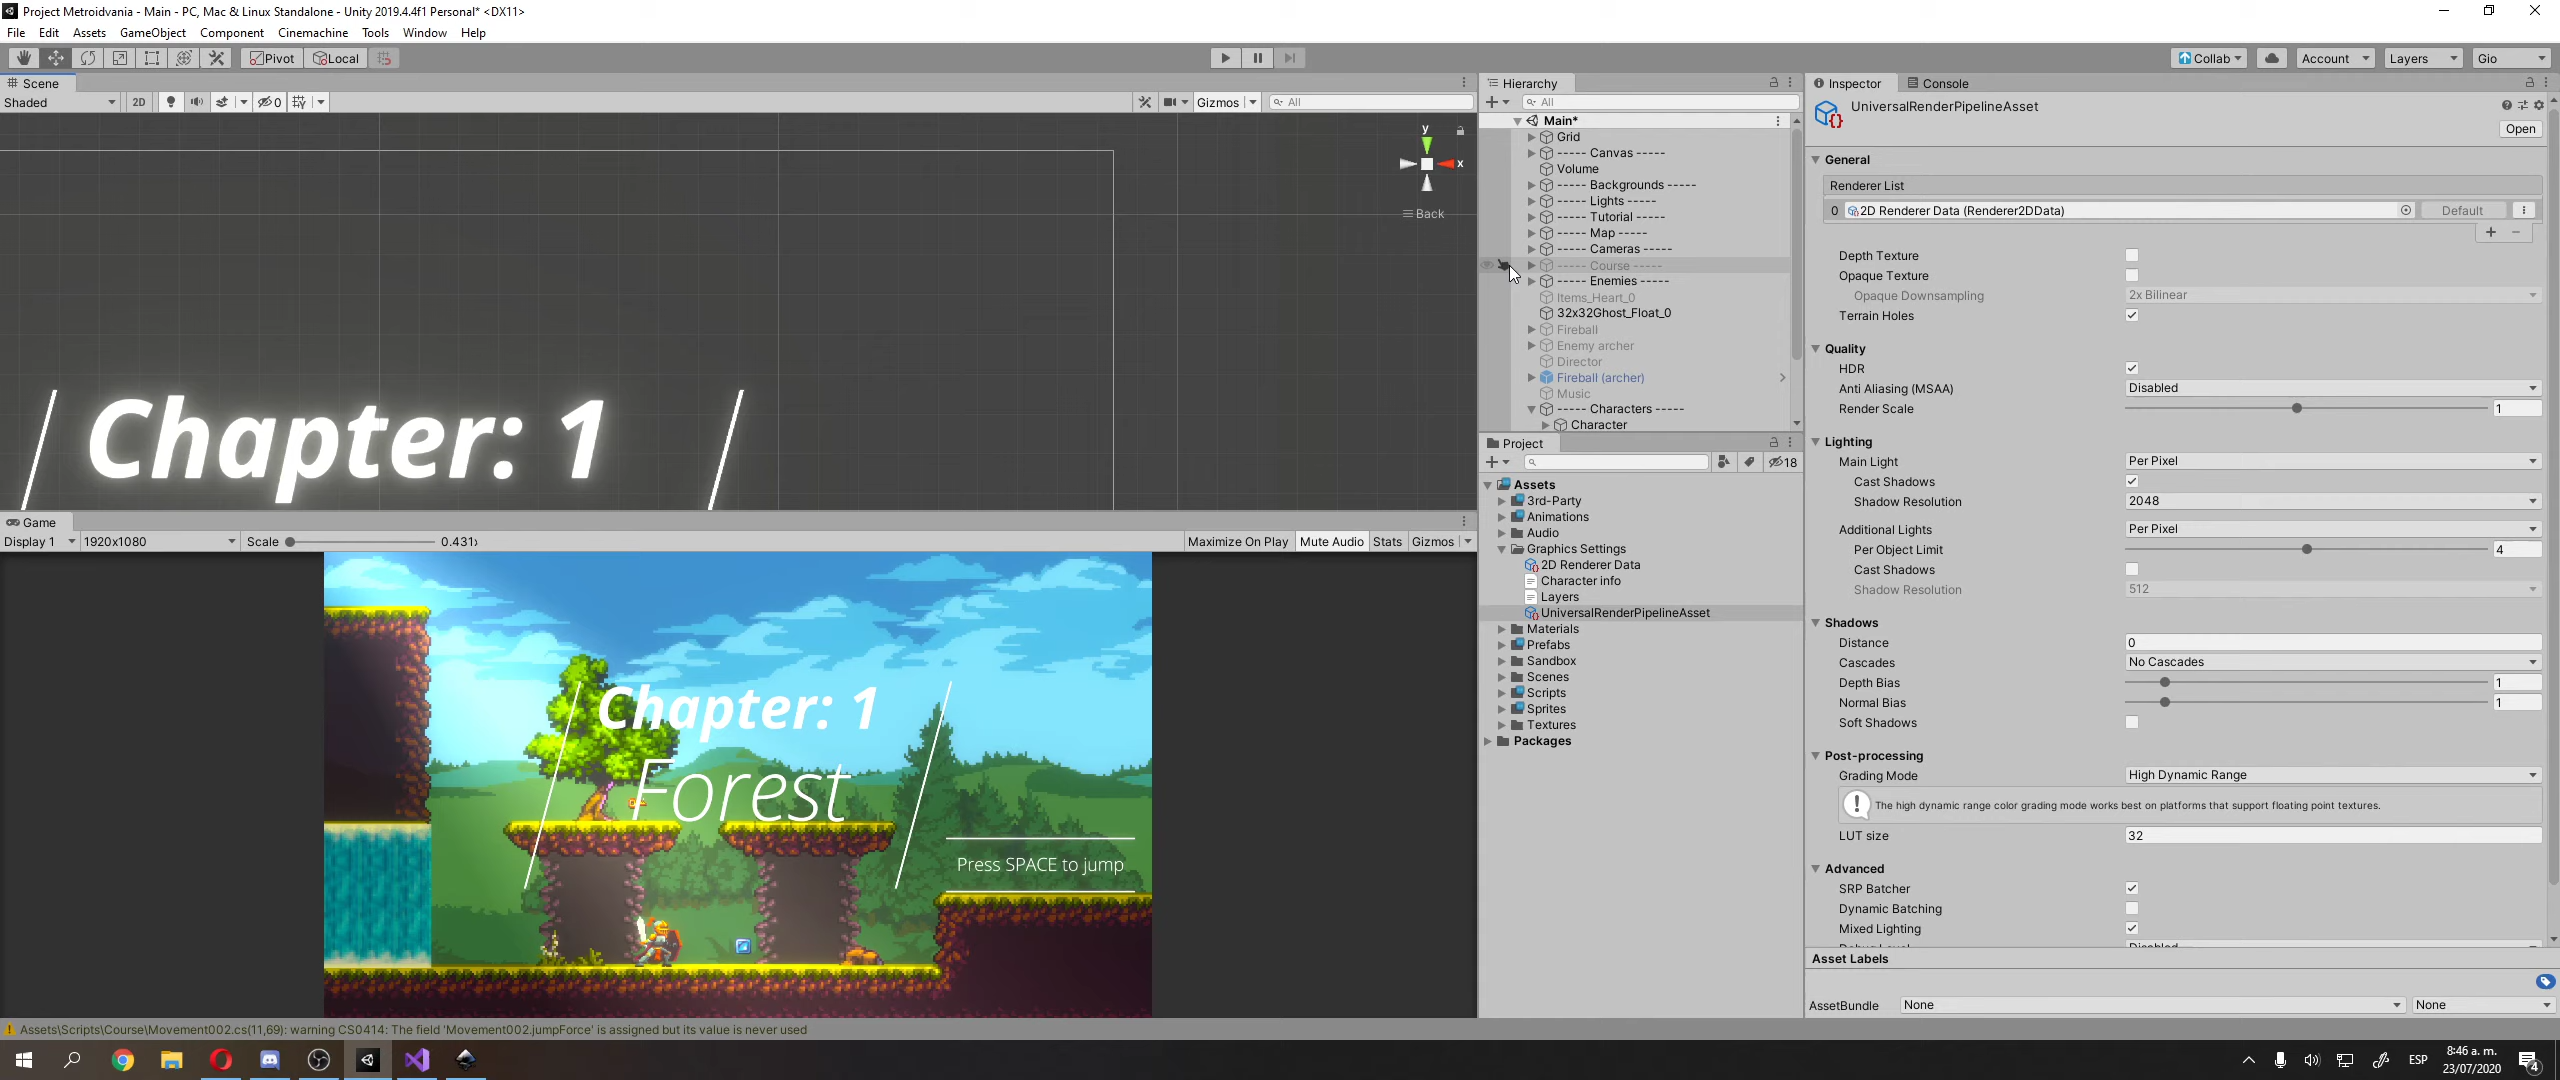 Project Metroidvania - Main - PC, Mac & Linux Standalone - Unity 2019.4.4f1 Personal* <DX11>
File Edit Assets GameObject Component Cinemachine Tools Window Help
Pivot Local Collab Account Layers Gio
Scene
Shaded 2D 0 Gizmos All
y
x
Back
Chapter: 1
Game
Display 1 1920x1080 Scale 0.431 Maximize On Play Mute Audio Stats Gizmos
Chapter: 1
Forest
Press SPACE to jump
Hierarchy
All
Main*
Grid
----- Canvas -----
Volume
----- Backgrounds -----
----- Lights -----
----- Tutorial -----
----- Map -----
----- Cameras -----
----- Course -----
----- Enemies -----
Items_Heart_0
32x32Ghost_Float_0
Fireball
Enemy archer
Director
Fireball (archer)
Music
----- Characters -----
Character
Project
18
Assets
3rd-Party
Animations
Audio
Graphics Settings
2D Renderer Data
Character info
Layers
UniversalRenderPipelineAsset
Materials
Prefabs
Sandbox
Scenes
Scripts
Sprites
Textures
Packages
Inspector Console
UniversalRenderPipelineAsset
Open
General
Renderer List
0 2D Renderer Data (Renderer2DData) Default
Depth Texture
Opaque Texture
Opaque Downsampling 2x Bilinear
Terrain Holes
Quality
HDR
Anti Aliasing (MSAA) Disabled
Render Scale 1
Lighting
Main Light Per Pixel
Cast Shadows
Shadow Resolution 2048
Additional Lights Per Pixel
Per Object Limit 4
Cast Shadows
Shadow Resolution 512
Shadows
Distance 0
Cascades No Cascades
Depth Bias 1
Normal Bias 1
Soft Shadows
Post-processing
Grading Mode High Dynamic Range
The high dynamic range color grading mode works best on platforms that support floating point textures.
LUT size 32
Advanced
SRP Batcher
Dynamic Batching
Mixed Lighting
Asset Labels
AssetBundle None None
Assets\Scripts\Course\Movement002.cs(11,69): warning CS0414: The field 'Movement002.jumpForce' is assigned but its value is never used
ESP
8:46 a. m.
23/07/2020
4